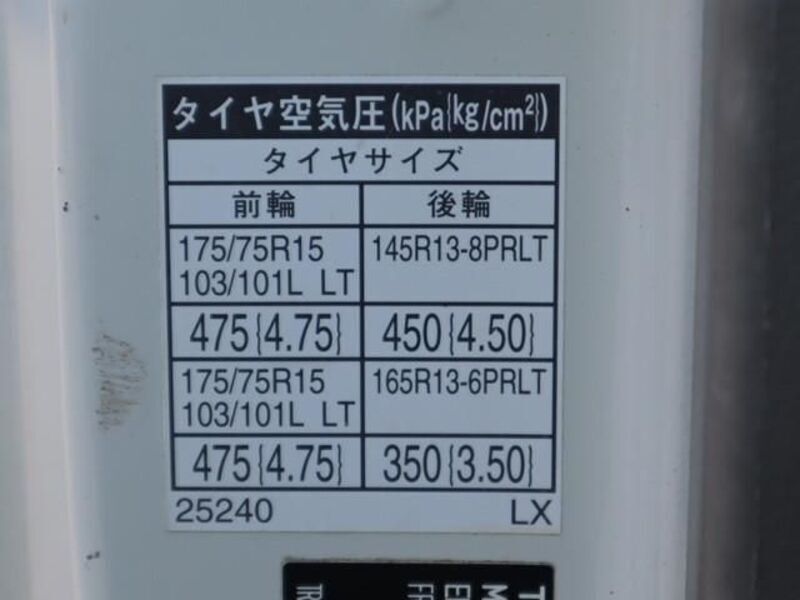 タイヤ空気圧(kPa{kg/cm²})
タイヤサイズ
前輪 後輪
175/75R15 145R13-8PRLT
103/101L LT
475{4.75} 450{4.50}
175/75R15 165R13-6PRLT
103/101L LT
475{4.75} 350{3.50}
25240 LX